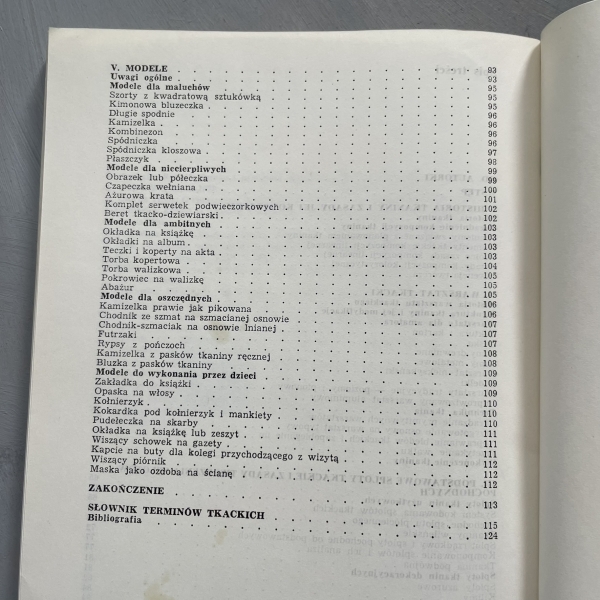 V. MODELE 93
Uwagi ogólne 93
Modele dla maluchów 95
Szorty z kwadratową sztukówką 95
Kimonowa bluzeczka 95
Długie spodnie 96
Kamizelka 96
Kombinezon 96
Spódniczka 96
Spódniczka kloszowa 97
Płaszczyk 98
Modele dla niecierpliwych 99
Obrazek lub półeczka 99
Czapeczka wełniana 100
Ażurowa krata 101
Komplet serwetek podwieczorkowych 102
Beret tkacko-dziewiarski 102
Modele dla ambitnych 103
Okładka na książkę 103
Okładki na album 103
Teczki i koperty na akta 103
Torba kopertowa 104
Torba walizkowa 105
Pokrowiec na walizkę 105
Abażur 105
Modele dla oszczędnych 106
Kamizelka prawie jak pikowana 106
Chodnik ze szmat na szmacianej osnowie 107
Chodnik-szmaciak na osnowie lnianej 107
Futrzaki 107
Rypsy z pończoch 108
Kamizelka z pasków tkaniny ręcznej 108
Bluzka z pasków tkaniny 109
Modele do wykonania przez dzieci 109
Zakładka do książki 109
Opaska na włosy 110
Kołnierzyk 110
Kokardka pod kołnierzyk i mankiety 110
Pudełeczka na skarby 111
Okładka na książkę lub zeszyt 111
Wiszący schowek na gazety 111
Kapcie na buty dla kolegi przychodzącego z wizytą 112
Wiszący piórnik 112
Maska jako ozdoba na ścianę 112
ZAKOŃCZENIE 113
SŁOWNIK TERMINÓW TKACKICH 115
Bibliografia 124